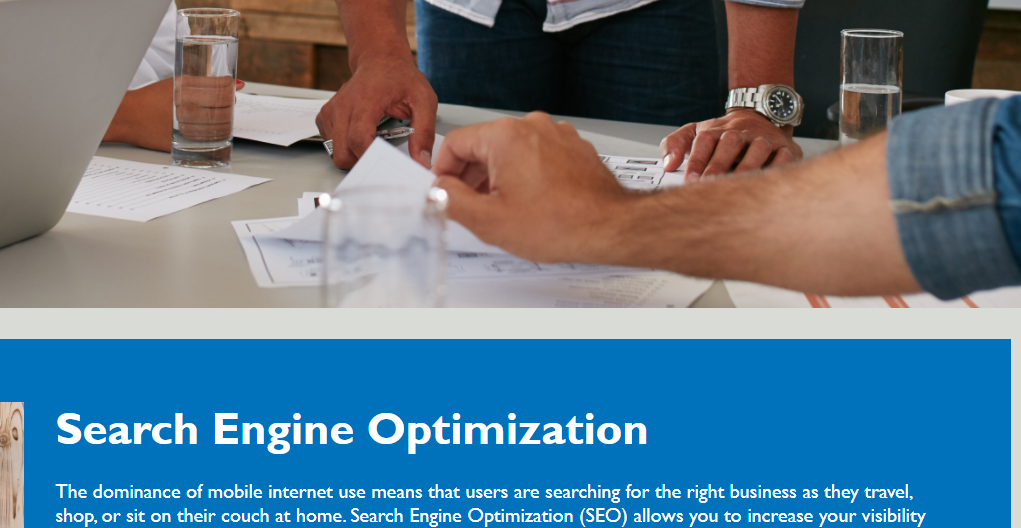 Search Engine Optimization
The dominance of mobile internet use means that users are searching for the right business as they travel,
shop, or sit on their couch at home. Search Engine Optimization (SEO) allows you to increase your visibility